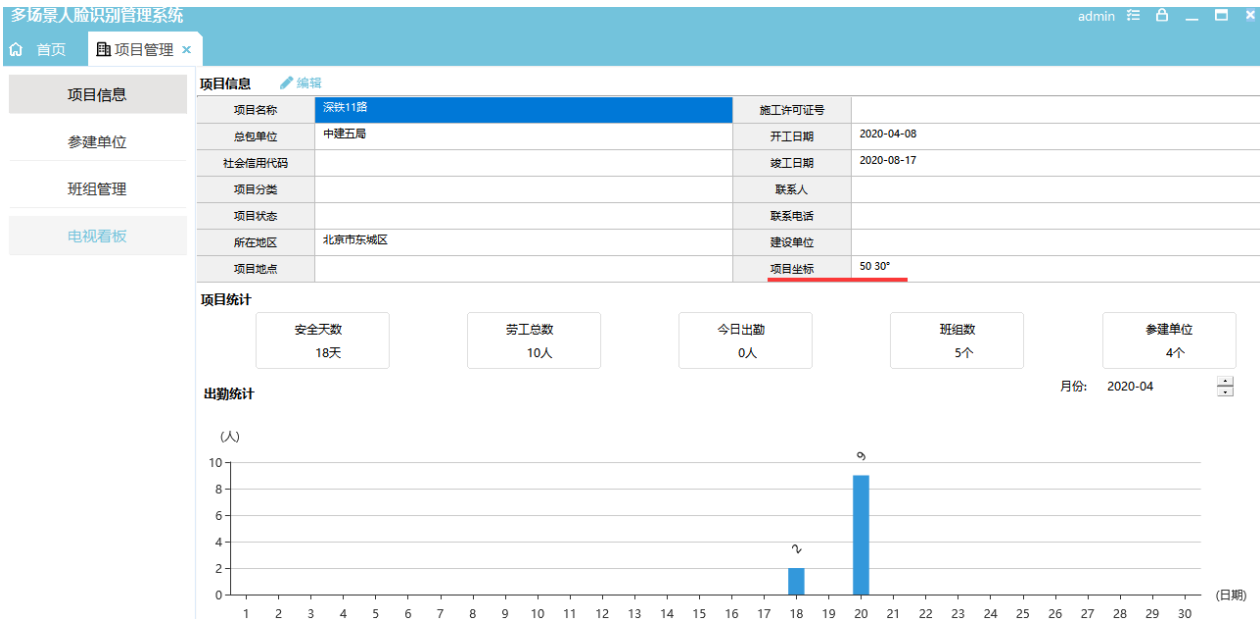 多场景人脸识别管理系统 admin
首页 项目管理 ×
项目信息 编辑
项目信息
参建单位
班组管理
电视看板
项目名称 深铁11路 施工许可证号
总包单位 中建五局 开工日期 2020-04-08
社会信用代码 竣工日期 2020-08-17
项目分类 联系人
项目状态 联系电话
所在地区 北京市东城区 建设单位
项目地点 项目坐标 50 30°
项目统计
安全天数 劳工总数 今日出勤 班组数 参建单位
18天 10人 0人 5个 4个
出勤统计 月份: 2020-04
(人)
10
8
6
4
2
0
2
9
1 2 3 4 5 6 7 8 9 10 11 12 13 14 15 16 17 18 19 20 21 22 23 24 25 26 27 28 29 30
(日期)